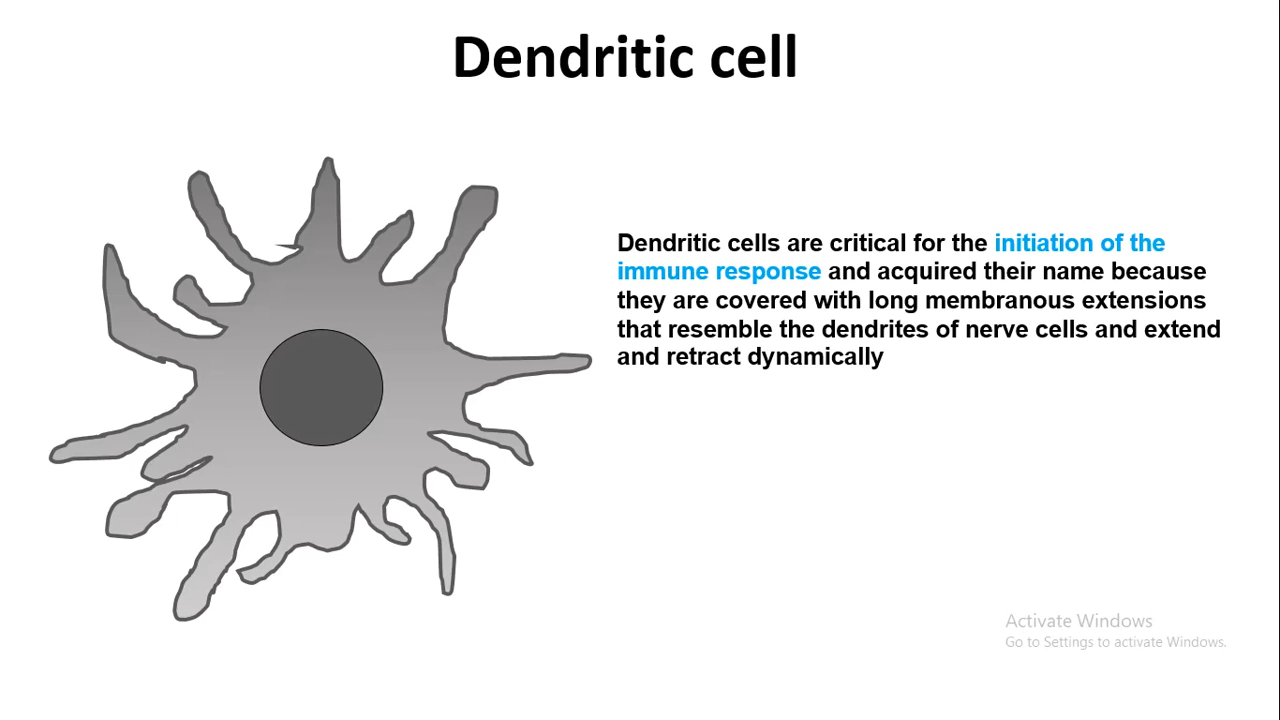 Dendritic cell
Dendritic cells are critical for the initiation of the
immune response and acquired their name because
they are covered with long membranous extensions
that resemble the dendrites of nerve cells and extend
and retract dynamically
Activate Windows
Go to Settings to activate Windows.